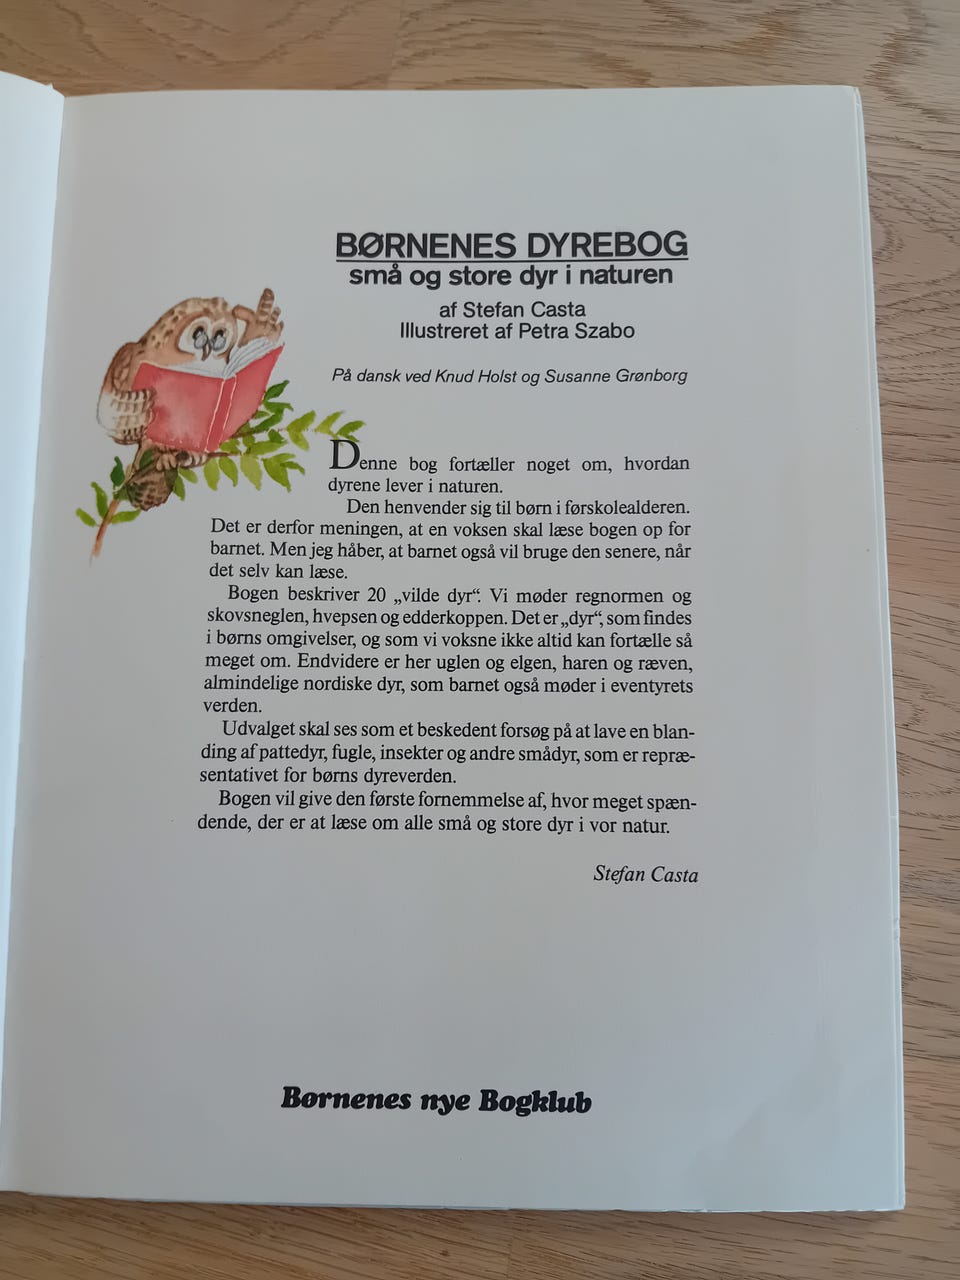 BØRNENES DYREBOG
små og store dyr i naturen
af Stefan Casta
Illustreret af Petra Szabo
På dansk ved Knud Holst og Susanne Grønborg
Denne bog fortæller noget om, hvordan
dyrene lever i naturen.
Den henvender sig til børn i førskolealderen.
Det er derfor meningen, at en voksen skal læse bogen op for
barnet. Men jeg håber, at barnet også vil bruge den senere, når
det selv kan læse.
Bogen beskriver 20 „vilde dyr“. Vi møder regnormen og
skovsneglen, hvepsen og edderkoppen. Det er „dyr“, som findes
i børns omgivelser, og som vi voksne ikke altid kan fortælle så
meget om. Endvidere er her uglen og elgen, haren og ræven,
almindelige nordiske dyr, som barnet også møder i eventyrets
verden.
Udvalget skal ses som et beskedent forsøg på at lave en blan-
ding af pattedyr, fugle, insekter og andre smådyr, som er repræ-
sentativet for børns dyreverden.
Bogen vil give den første fornemmelse af, hvor meget spæn-
dende, der er at læse om alle små og store dyr i vor natur.
Stefan Casta
Børnenes nye Bogklub